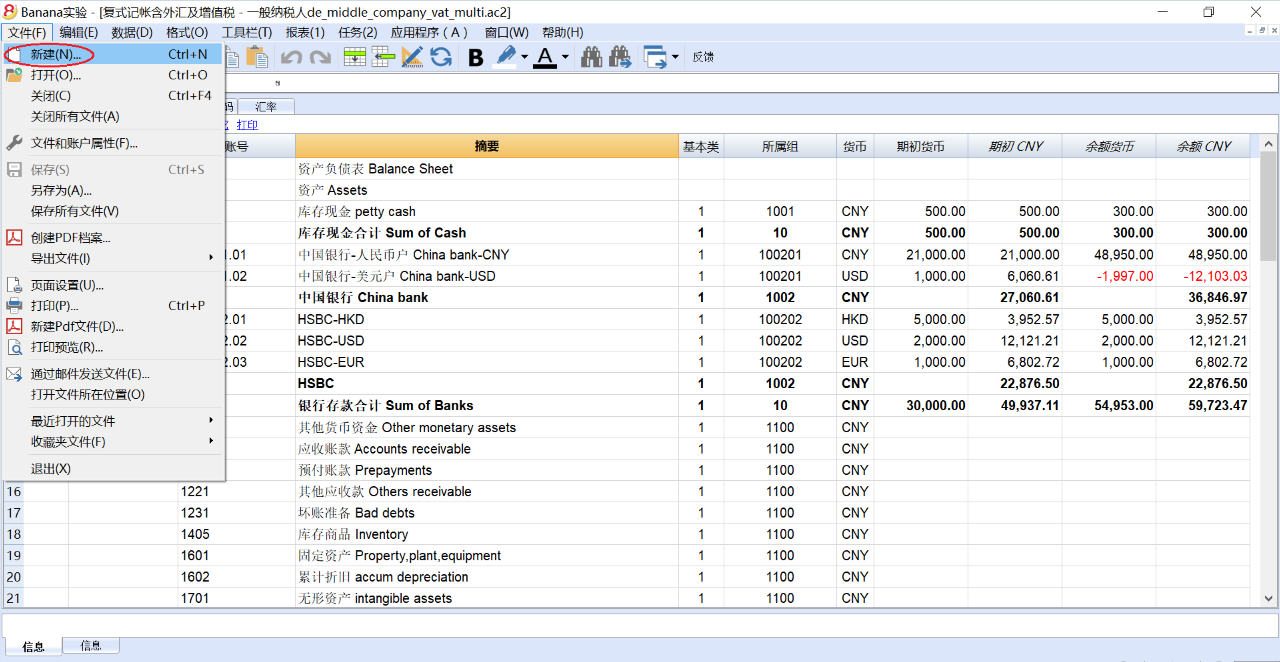 Banana实验 - [复式记帐含外汇及增值税 - 一般纳税人de_middle_company_vat_multi.ac2]
文件(F) 编辑(E) 数据(D) 格式(O) 工具栏(T) 报表(1) 任务(2) 应用程序（A） 窗口(W) 帮助(H)
新建(N)... Ctrl+N
打开(O)... Ctrl+O
关闭(C) Ctrl+F4
关闭所有文件(A)
文件和账户属性(F)...
保存(S) Ctrl+S
另存为(A)...
保存所有文件(V)
创建PDF档案...
导出文件(I)
页面设置(U)...
打印(P)... Ctrl+P
新建Pdf文件(D)...
打印预览(R)...
通过邮件发送文件(E)...
打开文件所在位置(O)
最近打开的文件
收藏夹文件(F)
退出(X)
B A 反馈
码 汇率
打印
账号 摘要 基本类 所属组 货币 期初货币 期初 CNY 余额货币 余额 CNY
资产负债表 Balance Sheet
资产 Assets
库存现金 petty cash 1 1001 CNY 500.00 500.00 300.00 300.00
库存现金合计 Sum of Cash 1 10 CNY 500.00 500.00 300.00 300.00
.01 中国银行-人民币户 China bank-CNY 1 100201 CNY 21,000.00 21,000.00 48,950.00 48,950.00
.02 中国银行-美元户 China bank-USD 1 100201 USD 1,000.00 6,060.61 -1,997.00 -12,103.03
中国银行 China bank 1 1002 CNY 27,060.61 36,846.97
2.01 HSBC-HKD 1 100202 HKD 5,000.00 3,952.57 5,000.00 3,952.57
2.02 HSBC-USD 1 100202 USD 2,000.00 12,121.21 2,000.00 12,121.21
2.03 HSBC-EUR 1 100202 EUR 1,000.00 6,802.72 1,000.00 6,802.72
HSBC 1 1002 CNY 22,876.50 22,876.50
银行存款合计 Sum of Banks 1 10 CNY 30,000.00 49,937.11 54,953.00 59,723.47
其他货币资金 Other monetary assets 1 1100 CNY
应收账款 Accounts receivable 1 1100 CNY
预付账款 Prepayments 1 1100 CNY
16 1221 其他应收款 Others receivable 1 1100 CNY
17 1231 坏账准备 Bad debts 1 1100 CNY
18 1405 库存商品 Inventory 1 1100 CNY
19 1601 固定资产 Property,plant,equipment 1 1100 CNY
20 1602 累计折旧 accum depreciation 1 1100 CNY
21 1701 无形资产 intangible assets 1 1100 CNY
信息 信息